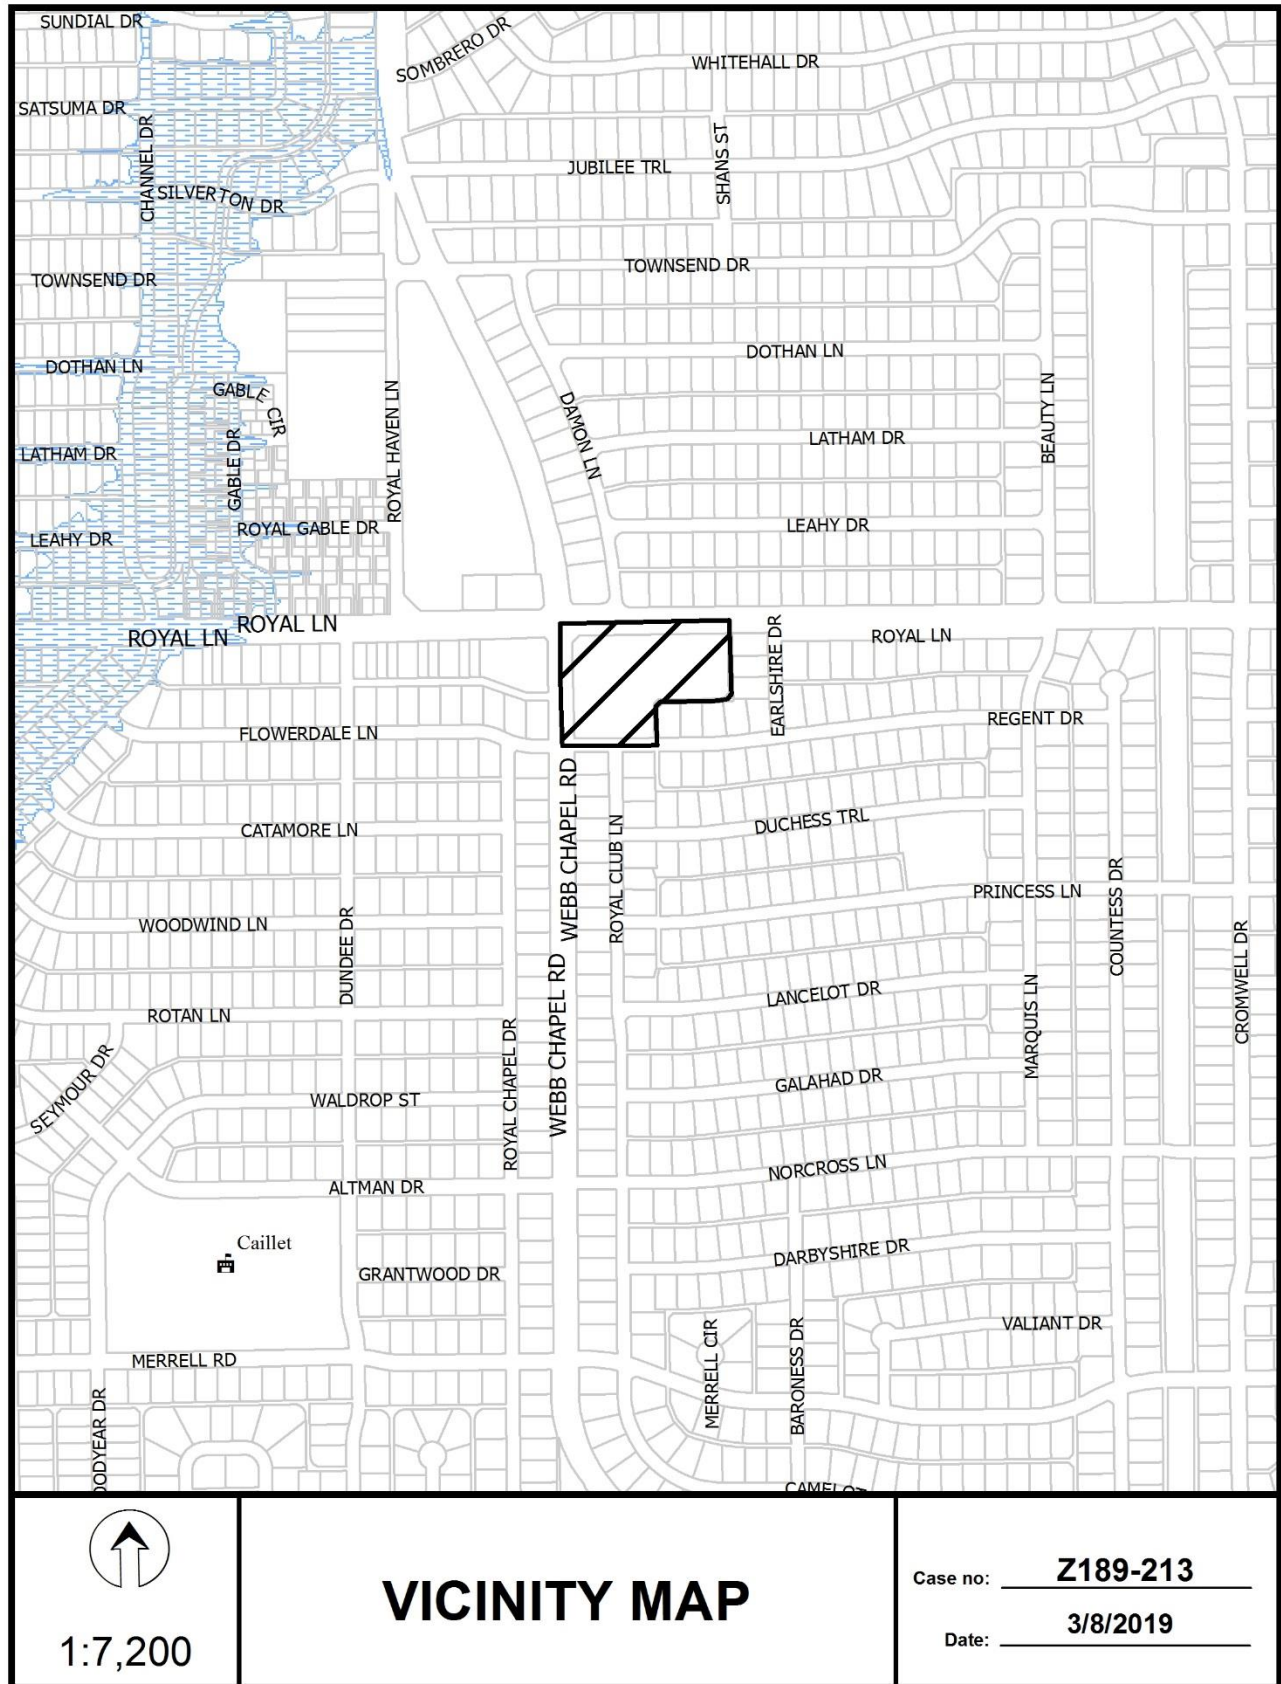 SUNDIAL DR
SOMBRERO DR
WHITEHALL DR
SATSUMA DR
CHANNEL DR
SHANS ST
JUBILEE TRL
SILVERTON DR
TOWNSEND DR
TOWNSEND DR
DOTHAN LN
DOTHAN LN
GABLE CIR
ROYAL HAVEN LN
DAMON LN
BEAUTY LN
LATHAM DR
LATHAM DR
GABLE DR
ROYAL GABLE DR
LEAHY DR
LEAHY DR
ROYAL LN
ROYAL LN
ROYAL LN
EARLSHIRE DR
FLOWERDALE LN
REGENT DR
WEBB CHAPEL RD
CATAMORE LN
ROYAL CLUB LN
DUCHESS TRL
COUNTESS DR
PRINCESS LN
WOODWIND LN
DUNDEE DR
CROMWELL DR
WEBB CHAPEL RD
LANCELOT DR
MARQUIS LN
ROTAN LN
SEYMOUR DR
ROYAL CHAPEL DR
GALAHAD DR
WALDROP ST
NORCROSS LN
ALTMAN DR
Caillet
DARBYSHIRE DR
GRANTWOOD DR
MERRELL CIR
BARONESS DR
VALIANT DR
MERRELL RD
OODYEAR DR
CAMELOT
1:7,200
VICINITY MAP
Case no: Z189-213
Date: 3/8/2019